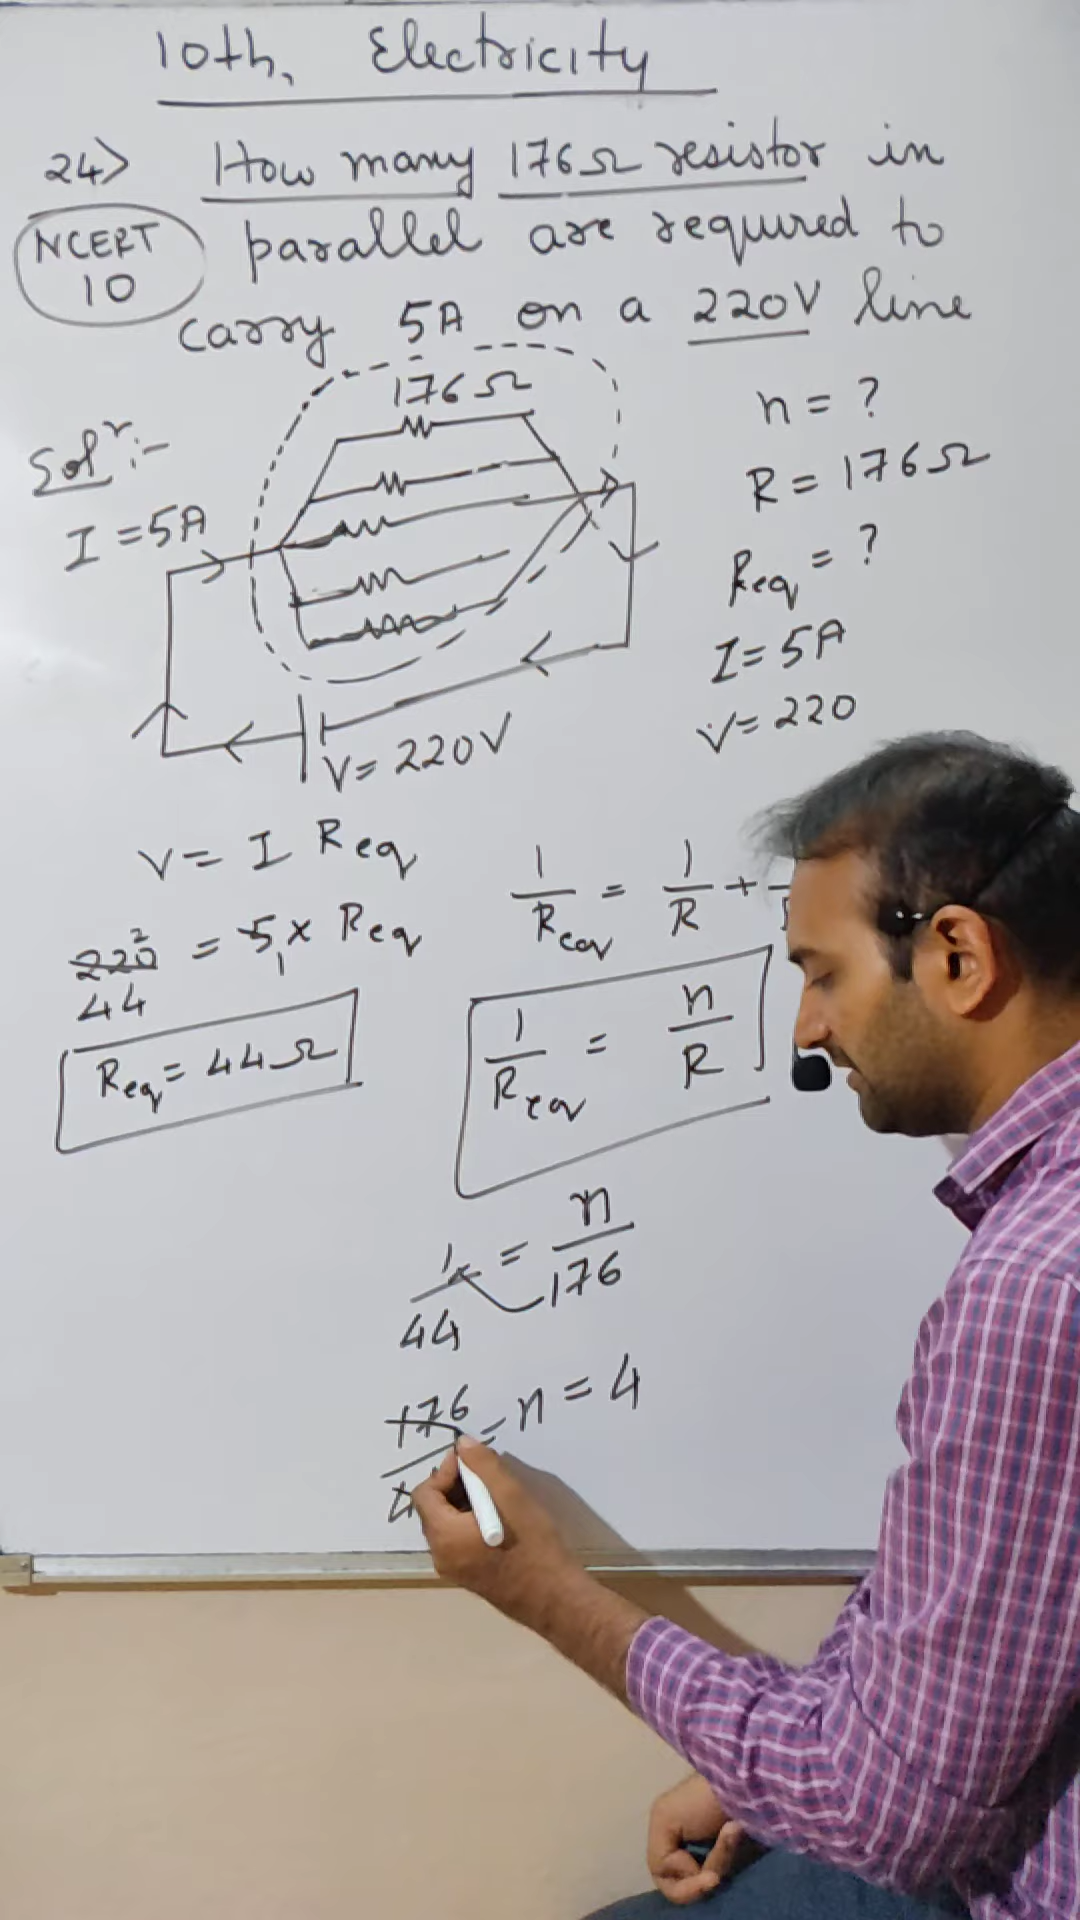 10th, Electricity
24> How many 176Ω resistor in
NCERT
10
parallel are required to
carry 5A on a 220V line
176Ω
Solⁿ:-
I = 5A
n = ?
R = 176Ω
Req = ?
I = 5A
V = 220
V = 220V
V = I Req
220 = 5 × Req
2
1
44
Req = 44Ω
1/Req = 1/R +
1/Req = n/R
1/44 = n/176
176/ = n = 4